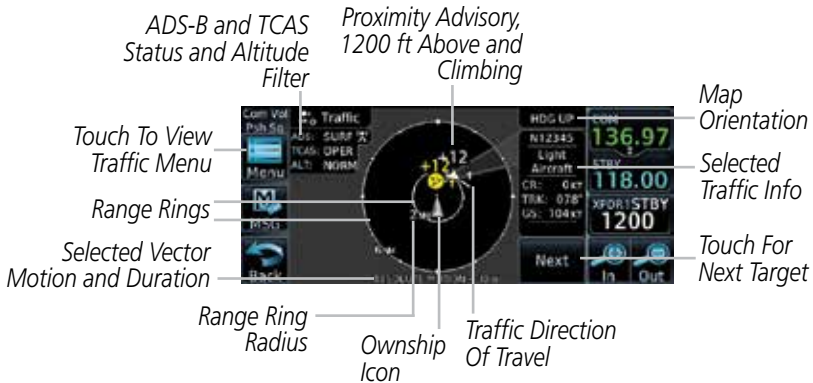 ADS-B and TCAS
Status and Altitude
Filter
Proximity Advisory,
1200 ft Above and
Climbing
Map
Orientation
Touch To View
Traffic Menu
Selected
Traffic Info
Range Rings
Selected Vector
Motion and Duration
Touch For
Next Target
Range Ring
Radius
Ownship
Icon
Traffic Direction
Of Travel
Com Vol
Psh Sq
Menu
MSG
Back
Traffic
ADS: SURF
TCAS: OPER
ALT: NORM
+12
+12
HDG UP
N12345
Light
Aircraft
CR: 0KT
TRK: 078°
GS: 104KT
Next
COM
136.97
STBY
118.00
XPDR1 STBY
1200
In
Out